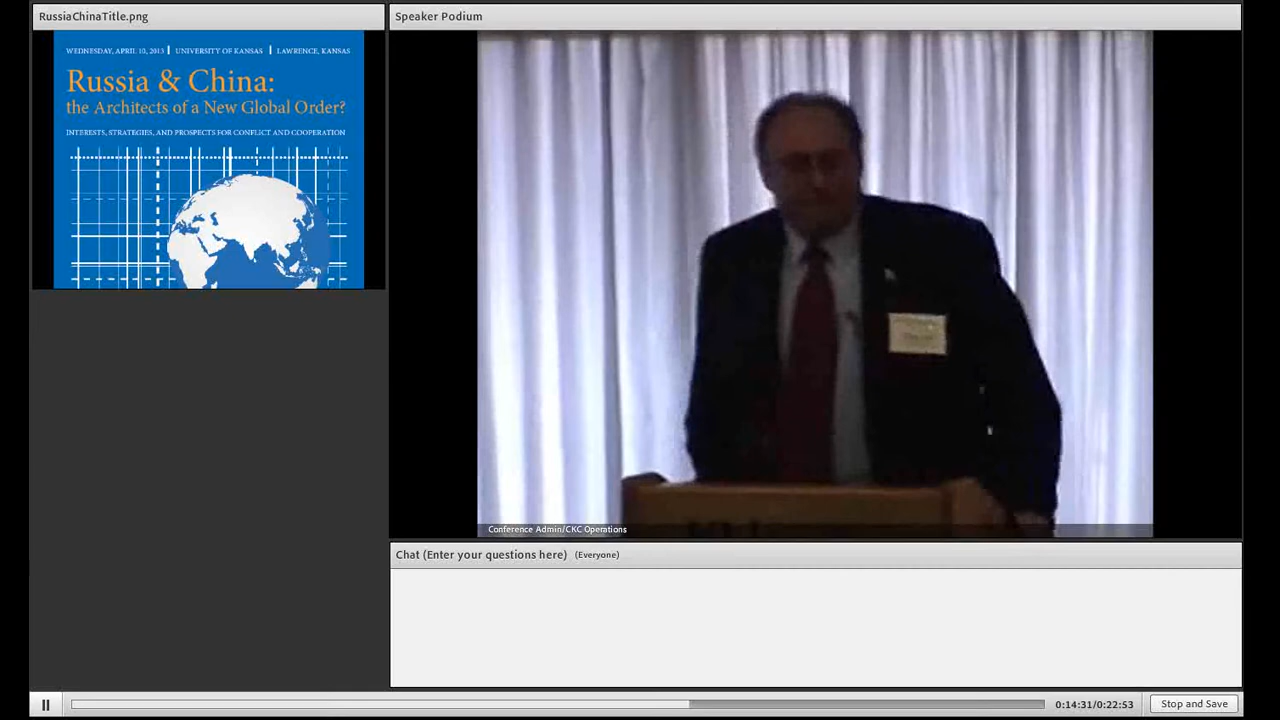 RussiaChinaTitle.png
WEDNESDAY, APRIL 10, 2013 | UNIVERSITY OF KANSAS | LAWRENCE, KANSAS
Russia & China:
the Architects of a New Global Order?
INTERESTS, STRATEGIES, AND PROSPECTS FOR CONFLICT AND COOPERATION
Speaker Podium
Conference Admin/CKC Operations
Chat (Enter your questions here) (Everyone)
0:14:31/0:22:53
Stop and Save